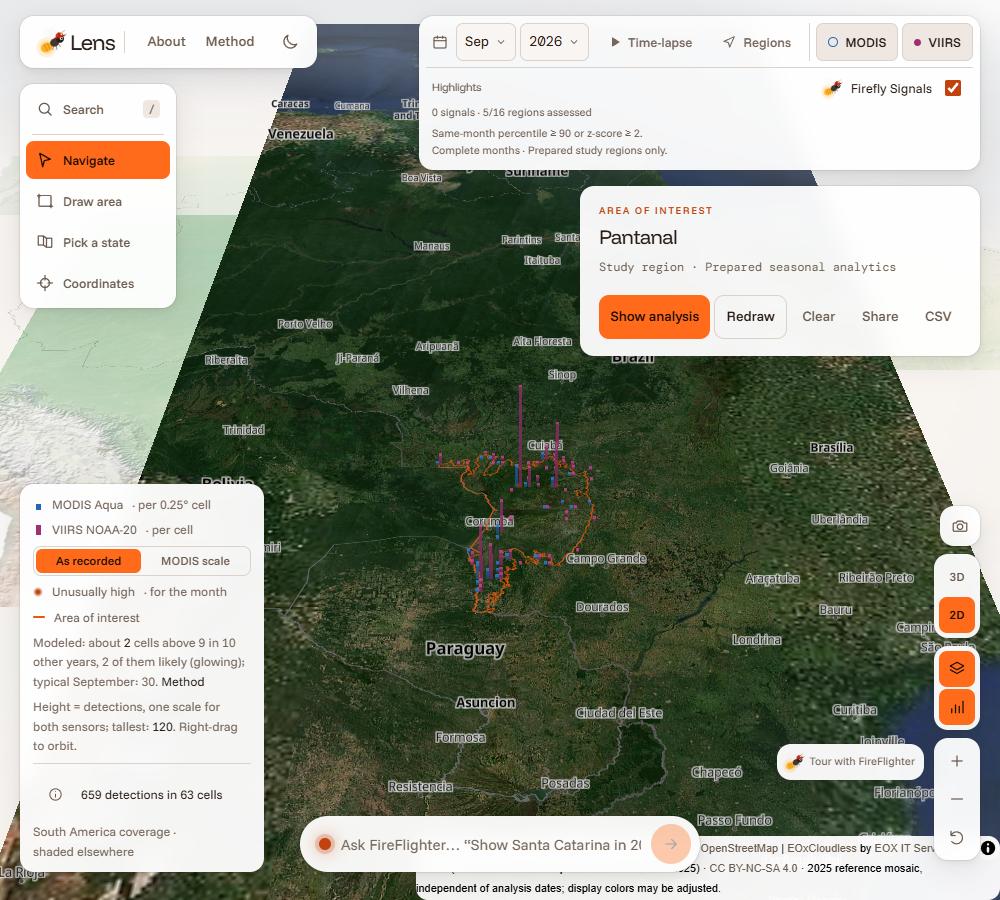 Lens
About
Method
Sep
2026
Time-lapse
Regions
MODIS
VIIRS
Highlights
Firefly Signals
0 signals · 5/16 regions assessed
Same-month percentile ≥ 90 or z-score ≥ 2.
Complete months · Prepared study regions only.
Search
/
Navigate
Draw area
Pick a state
Coordinates
AREA OF INTEREST
Pantanal
Study region · Prepared seasonal analytics
Show analysis
Redraw
Clear
Share
CSV
Caracas
Cumana
Venezuela
Boa Vista
Suriname
Manaus
Parintins
Itaituba
Porto Velho
Ji-Paraná
Aripuanã
Alta Floresta
Brazil
Riberalta
Vilhena
Sinop
Trinidad
Cuiabá
Brasília
Goiânia
Bolivia
Corumbá
Uberlândia
Campo Grande
Araçatuba
Ribeirão Preto
Dourados
Bauru
Londrina
São Paulo
Paraguay
Asuncion
Ciudad del Este
Curitiba
Formosa
Joinville
Resistencia
Posadas
Chapecó
Passo Fundo
La Rioja
MODIS Aqua · per 0.25° cell
VIIRS NOAA-20 · per cell
As recorded
MODIS scale
Unusually high · for the month
Area of interest
Modeled: about 2 cells above 9 in 10
other years, 2 of them likely (glowing);
typical September: 30. Method
Height = detections, one scale for
both sensors; tallest: 120. Right-drag
to orbit.
659 detections in 63 cells
South America coverage ·
shaded elsewhere
3D
2D
Tour with FireFlighter
Ask FireFlighter… “Show Santa Catarina in 20
OpenStreetMap | EOxCloudless by EOX IT Serv
· CC BY-NC-SA 4.0 · 2025 reference mosaic,
independent of analysis dates; display colors may be adjusted.